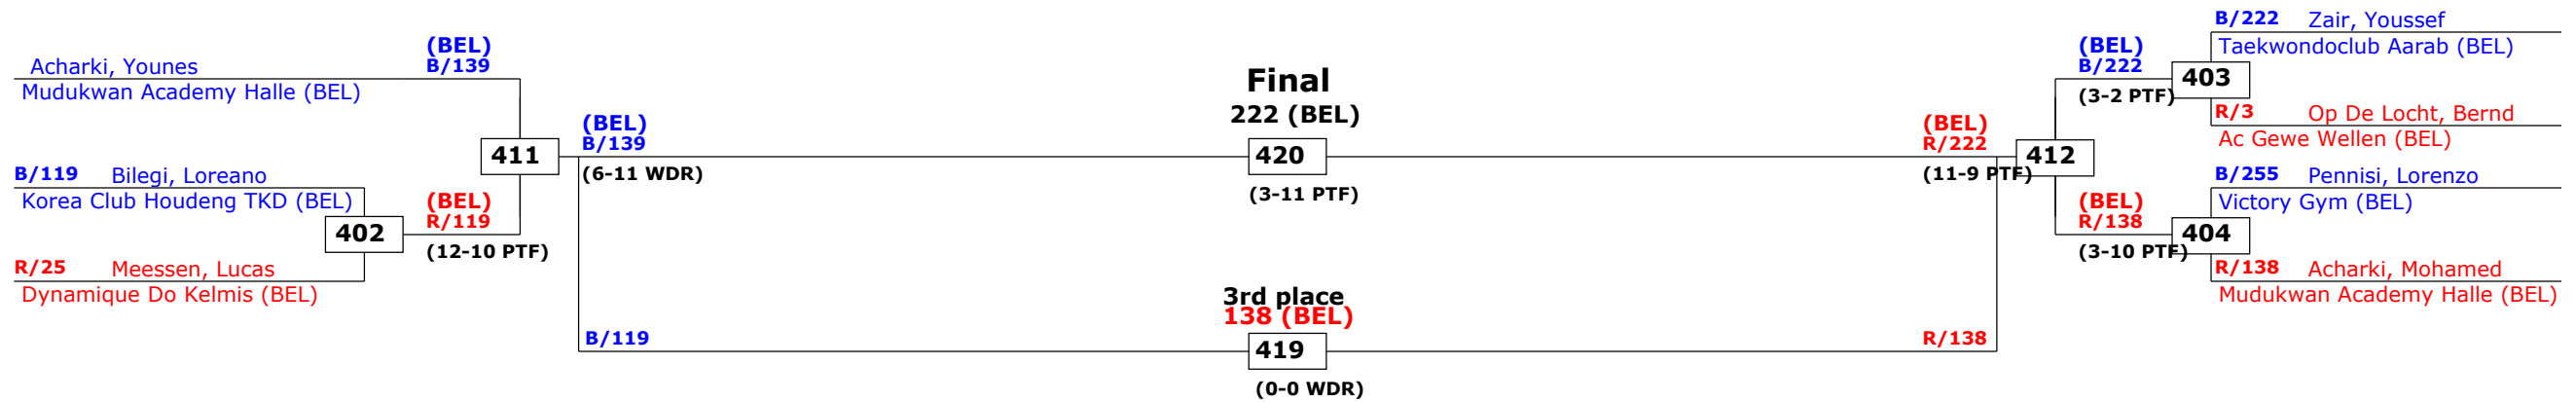 Acharki, Younes
Mudukwan Academy Halle (BEL)
(BEL)
B/139
B/119 Bilegi, Loreano
Korea Club Houdeng TKD (BEL)
402
R/25 Meessen, Lucas
Dynamique Do Kelmis (BEL)
(BEL)
R/119
(12-10 PTF)
411
(BEL)
B/139
(6-11 WDR)
B/119
Final
222 (BEL)
420
(3-11 PTF)
3rd place
138 (BEL)
419
(0-0 WDR)
(BEL)
R/222
(11-9 PTF)
R/138
412
(BEL)
B/222
(3-2 PTF)
403
B/222 Zair, Youssef
Taekwondoclub Aarab (BEL)
R/3 Op De Locht, Bernd
Ac Gewe Wellen (BEL)
(BEL)
R/138
(3-10 PTF)
404
B/255 Pennisi, Lorenzo
Victory Gym (BEL)
R/138 Acharki, Mohamed
Mudukwan Academy Halle (BEL)